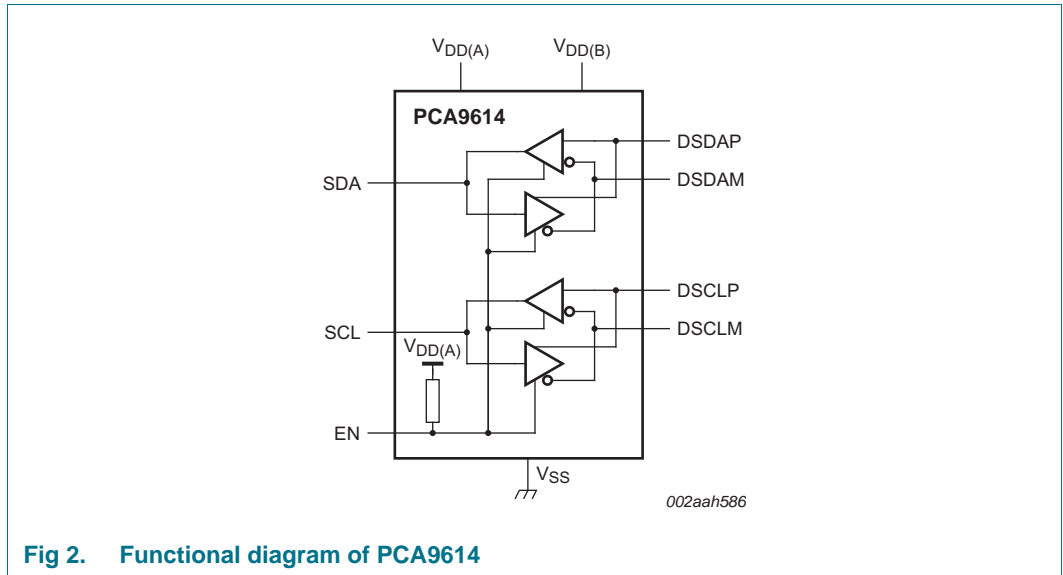 VDD(A) VDD(B)
PCA9614
DSDAP
DSDAM
SDA
DSCLP
DSCLM
SCL
VDD(A)
EN
VSS
002aah586
Fig 2. Functional diagram of PCA9614